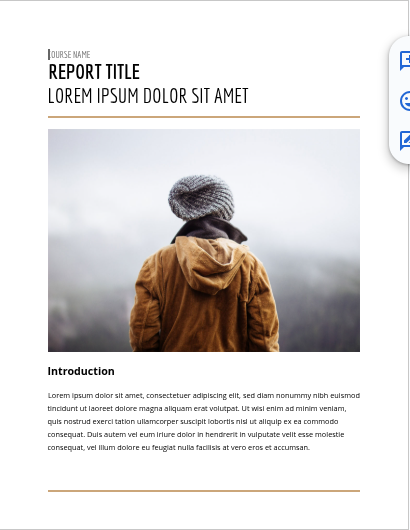 COURSE NAME
REPORT TITLE
LOREM IPSUM DOLOR SIT AMET
Introduction
Lorem ipsum dolor sit amet, consectetuer adipiscing elit, sed diam nonummy nibh euismod
tincidunt ut laoreet dolore magna aliquam erat volutpat. Ut wisi enim ad minim veniam,
quis nostrud exerci tation ullamcorper suscipit lobortis nisl ut aliquip ex ea commodo
consequat. Duis autem vel eum iriure dolor in hendrerit in vulputate velit esse molestie
consequat, vel illum dolore eu feugiat nulla facilisis at vero eros et accumsan.